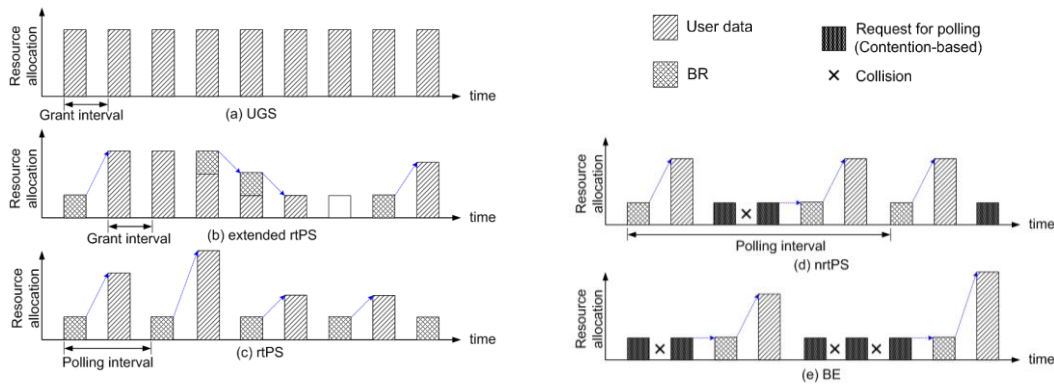 Resource
allocation
time
Grant interval
(a) UGS
Resource
allocation
time
Grant interval
(b) extended rtPS
Resource
allocation
time
Polling interval
(c) rtPS
User data
Request for polling
(Contention-based)
BR
Collision
Resource
allocation
time
Polling interval
(d) nrtPS
Resource
allocation
time
(e) BE